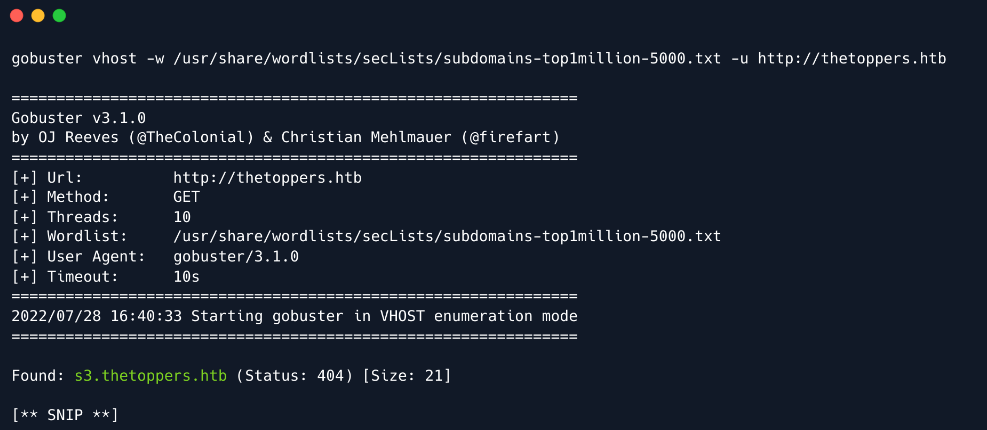 gobuster vhost -w /usr/share/wordlists/secLists/subdomains-top1million-5000.txt -u http://thetoppers.htb
===============================================================
Gobuster v3.1.0
by OJ Reeves (@TheColonial) & Christian Mehlmauer (@firefart)
===============================================================
[+] Url:          http://thetoppers.htb
[+] Method:       GET
[+] Threads:      10
[+] Wordlist:     /usr/share/wordlists/secLists/subdomains-top1million-5000.txt
[+] User Agent:   gobuster/3.1.0
[+] Timeout:      10s
===============================================================
2022/07/28 16:40:33 Starting gobuster in VHOST enumeration mode
===============================================================
Found: s3.thetoppers.htb (Status: 404) [Size: 21]
[** SNIP **]